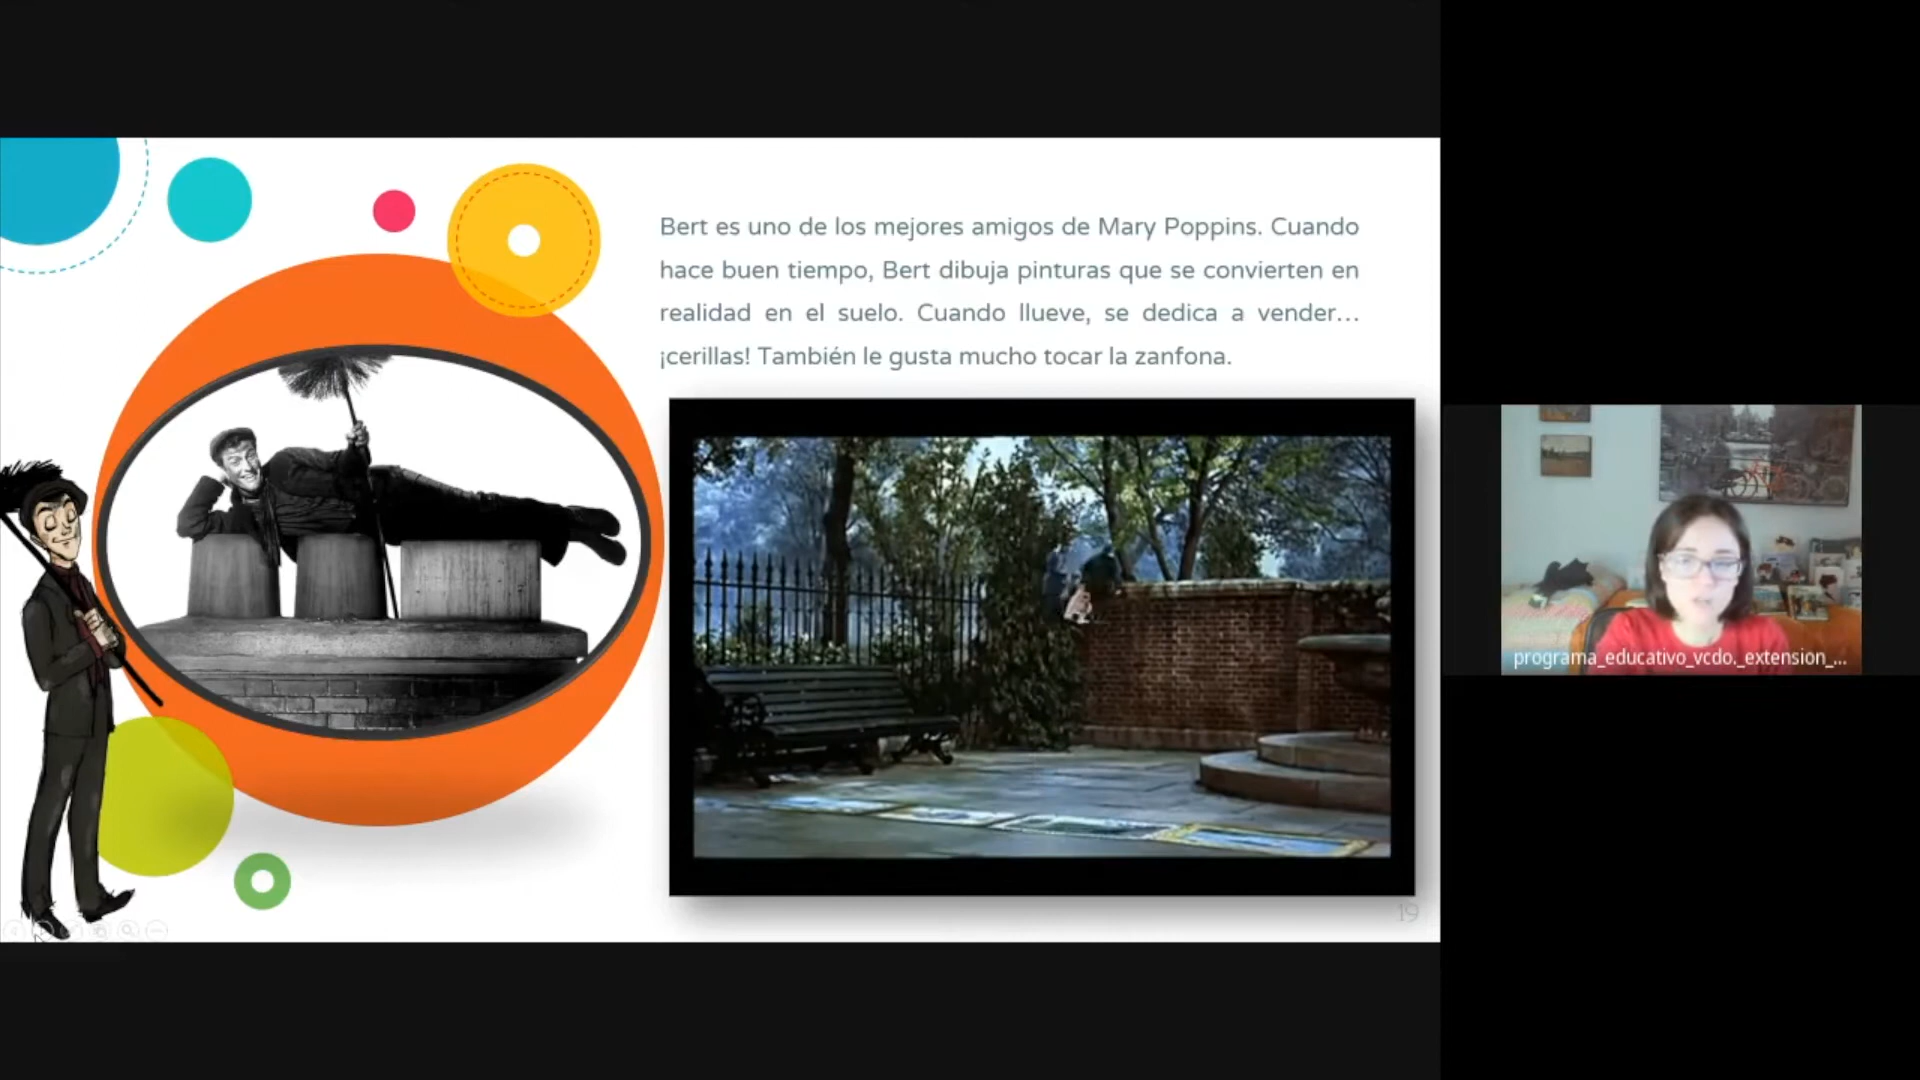 Bert es uno de los mejores amigos de Mary Poppins. Cuando
hace buen tiempo, Bert dibuja pinturas que se convierten en
realidad en el suelo. Cuando llueve, se dedica a vender...
¡cerillas! También le gusta mucho tocar la zanfona.
programa_educativo_vcdo._extension_...
19